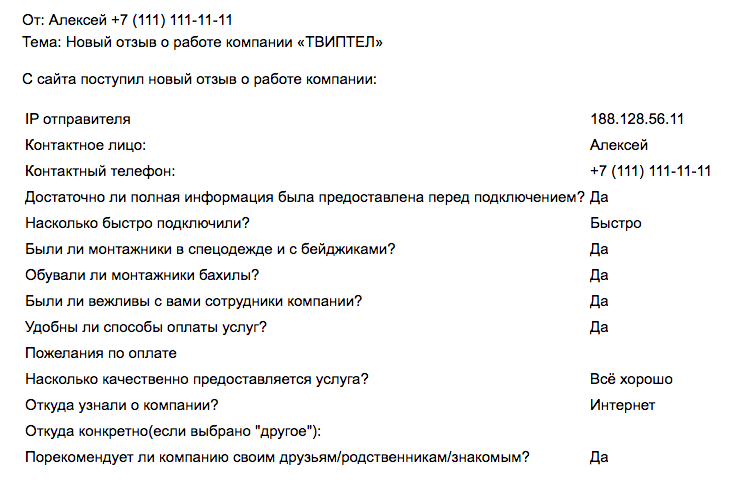 От: Алексей +7 (111) 111-11-11
Тема: Новый отзыв о работе компании «ТВИПТЕЛ»
С сайта поступил новый отзыв о работе компании:
IP отправителя 188.128.56.11
Контактное лицо: Алексей
Контактный телефон: +7 (111) 111-11-11
Достаточно ли полная информация была предоставлена перед подключением? Да
Насколько быстро подключили? Быстро
Были ли монтажники в спецодежде и с бейджиками? Да
Обували ли монтажники бахилы? Да
Были ли вежливы с вами сотрудники компании? Да
Удобны ли способы оплаты услуг? Да
Пожелания по оплате
Насколько качественно предоставляется услуга? Всё хорошо
Откуда узнали о компании? Интернет
Откуда конкретно(если выбрано "другое"):
Порекомендует ли компанию своим друзьям/родственникам/знакомым? Да